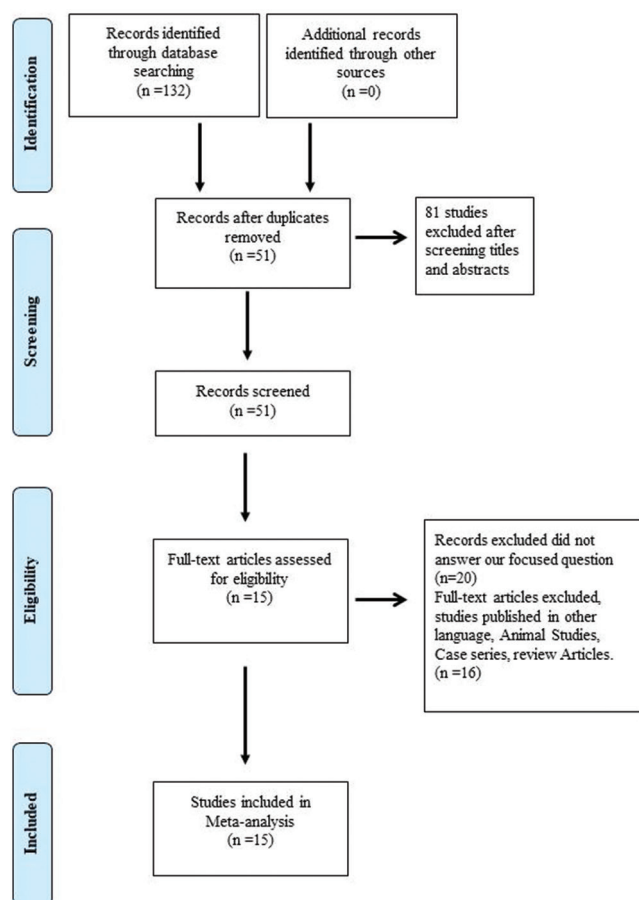 Identification
Records identified
through database
searching
(n =132)
Additional records
identified through other
sources
(n =0)
Records after duplicates
removed
(n =51)
81 studies
excluded after
screening titles
and abstracts
Screening
Records screened
(n =51)
Eligibility
Full-text articles assessed
for eligibility
(n =15)
Records excluded did not
answer our focused question
(n=20)
Full-text articles excluded,
studies published in other
language, Animal Studies,
Case series, review Articles.
(n =16)
Included
Studies included in
Meta-analysis
(n =15)